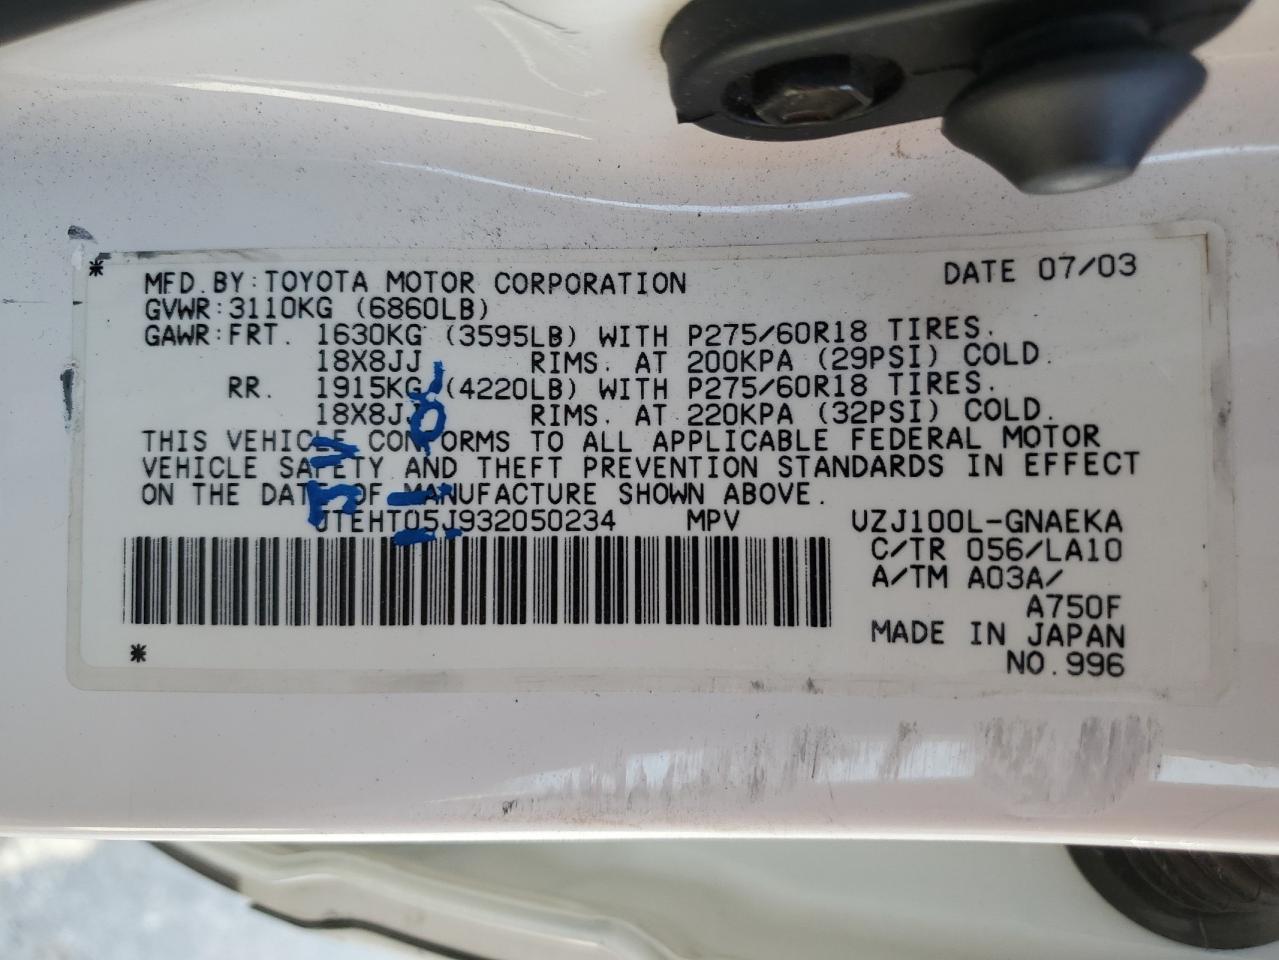 * MFD.BY:TOYOTA MOTOR CORPORATION DATE 07/03
GVWR:3110KG (6860LB)
GAWR:FRT. 1630KG (3595LB) WITH P275/60R18 TIRES.
18X8JJ RIMS. AT 200KPA (29PSI) COLD.
RR. 1915KG (4220LB) WITH P275/60R18 TIRES.
18X8JJ RIMS. AT 220KPA (32PSI) COLD.
THIS VEHICLE CONFORMS TO ALL APPLICABLE FEDERAL MOTOR
VEHICLE SAFETY AND THEFT PREVENTION STANDARDS IN EFFECT
ON THE DATE OF MANUFACTURE SHOWN ABOVE.
JTEHT05J932050234 MPV UZJ100L-GNAEKA
C/TR 056/LA10
A/TM A03A/
A750F
* MADE IN JAPAN
NO.996